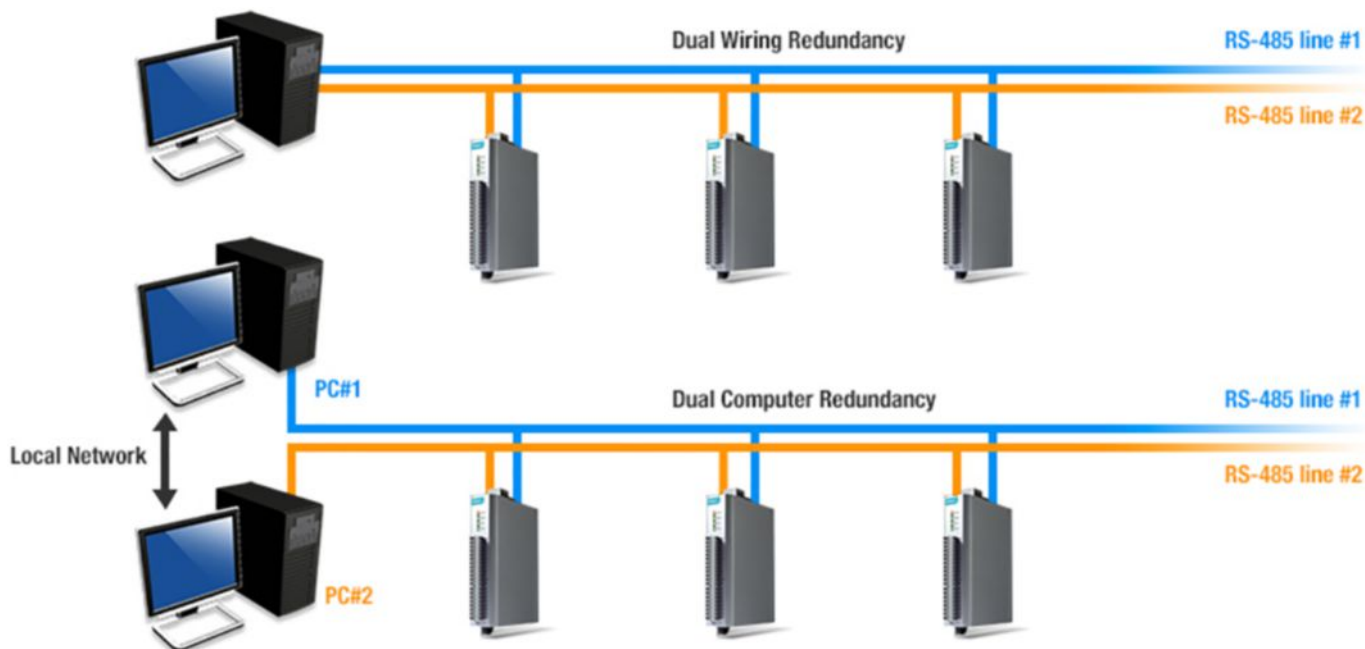 Dual Wiring Redundancy
RS-485 line #1
RS-485 line #2
PC#1
Dual Computer Redundancy
RS-485 line #1
Local Network
RS-485 line #2
PC#2